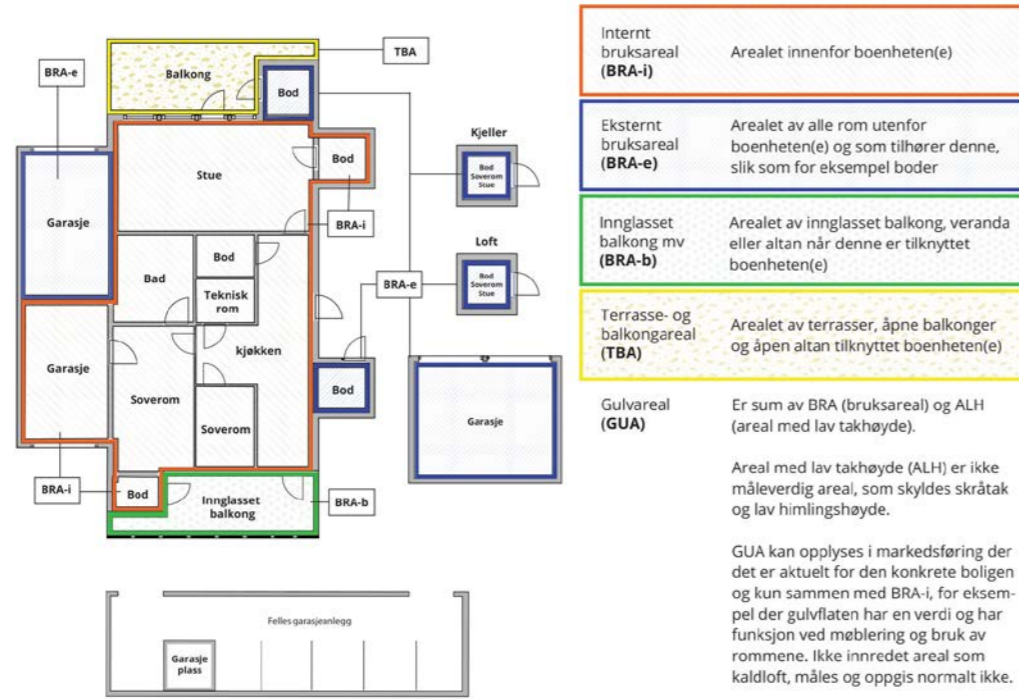 TBA
BRA-e
Balkong
Bod
Kjeller
Bod
Soverom
Stue
Stue
Bod
BRA-i
Garasje
Loft
Bod
Bad
Teknisk
rom
BRA-e
Bod
Soverom
Stue
kjøkken
Garasje
Bod
Soverom
Soverom
Garasje
BRA-i
Bod
Innglasset
balkong
BRA-b
Felles garasjeanlegg
Garasje
plass
Internt
bruksareal
(BRA-i)
Arealet innenfor boenheten(e)
Eksternt
bruksareal
(BRA-e)
Arealet av alle rom utenfor
boenheten(e) og som tilhører denne,
slik som for eksempel boder
Innglasset
balkong mv
(BRA-b)
Arealet av innglasset balkong, veranda
eller altan når denne er tilknyttet
boenheten(e)
Terrasse- og
balkongareal
(TBA)
Arealet av terrasser, åpne balkonger
og åpen altan tilknyttet boenheten(e)
Gulvareal
(GUA)
Er sum av BRA (bruksareal) og ALH
(areal med lav takhøyde).
Areal med lav takhøyde (ALH) er ikke
måleverdig areal, som skyldes skråtak
og lav himlingshøyde.
GUA kan opplyses i markedsføring der
det er aktuelt for den konkrete boligen
og kun sammen med BRA-i, for eksem-
pel der gulvflaten har en verdi og har
funksjon ved møblering og bruk av
rommene. Ikke innredet areal som
kaldloft, måles og oppgis normalt ikke.